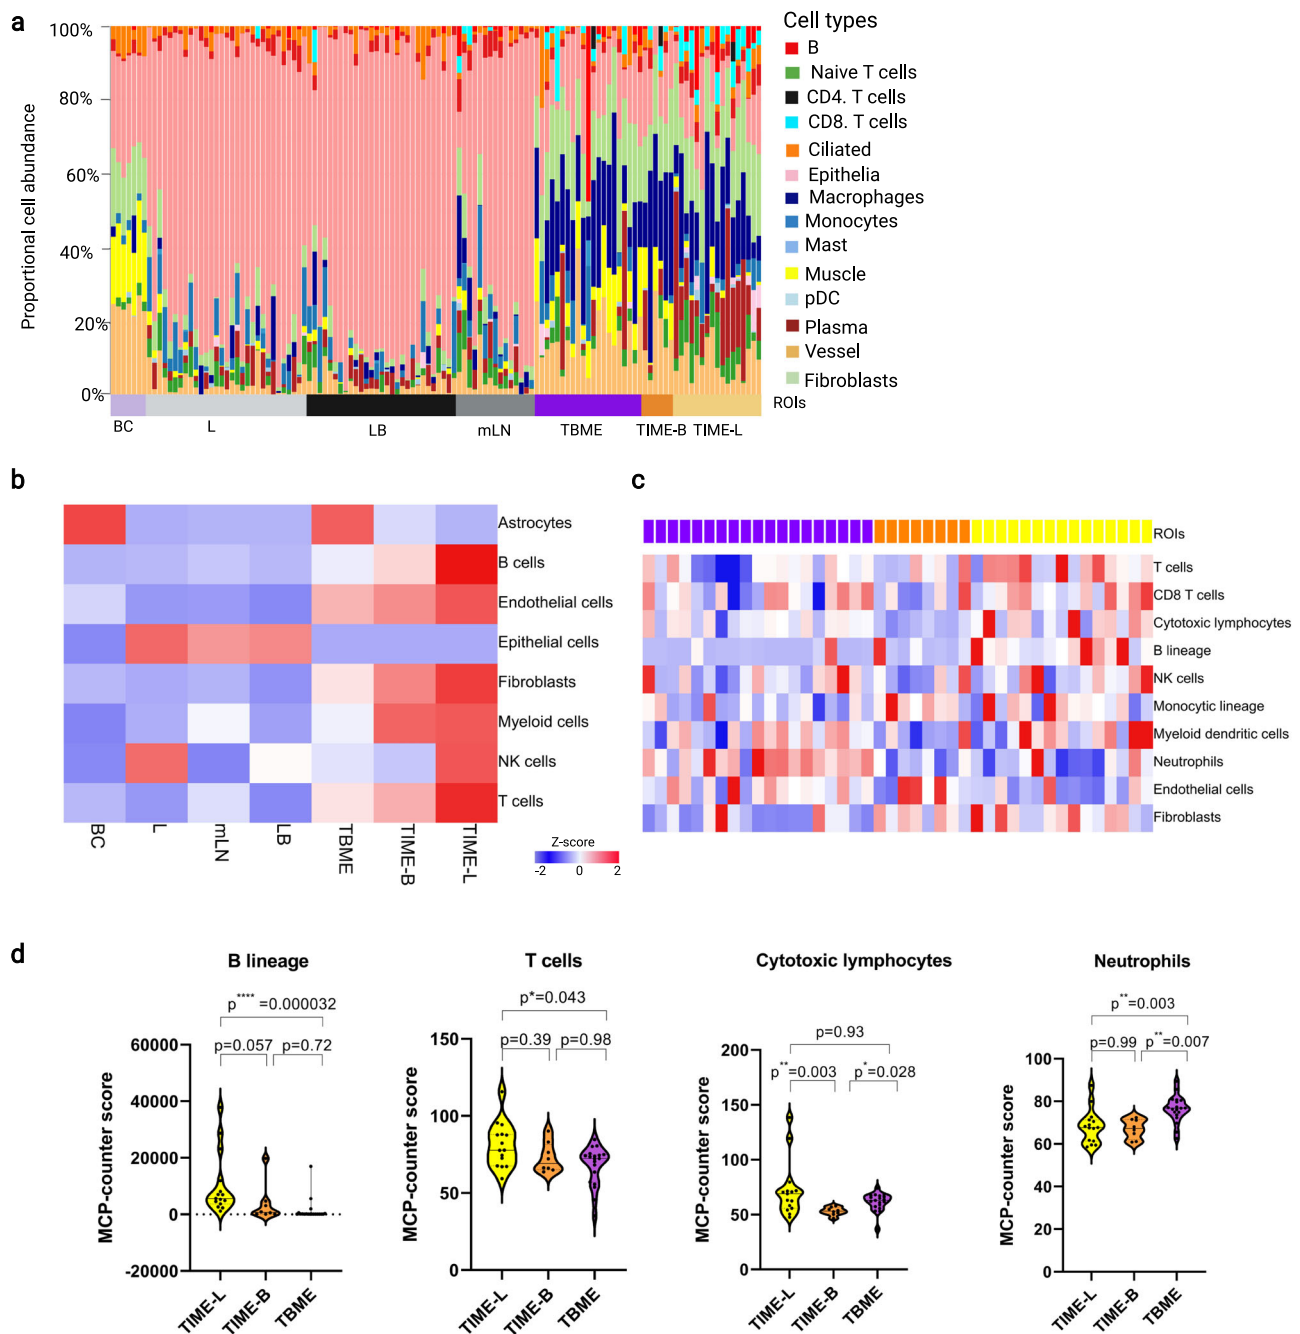 a
100%
80%
60%
40%
20%
0%
Proportional cell abundance
BC
L
LB
mLN
TBME
TIME-B
TIME-L
ROIs
Cell types
B
Naive T cells
CD4. T cells
CD8. T cells
Ciliated
Epithelia
Macrophages
Monocytes
Mast
Muscle
pDC
Plasma
Vessel
Fibroblasts
b
Astrocytes
B cells
Endothelial cells
Epithelial cells
Fibroblasts
Myeloid cells
NK cells
T cells
BC
L
mLN
LB
TBME
TIME-B
TIME-L
Z-score
-2 0 2
c
ROIs
T cells
CD8 T cells
Cytotoxic lymphocytes
B lineage
NK cells
Monocytic lineage
Myeloid dendritic cells
Neutrophils
Endothelial cells
Fibroblasts
d
B lineage
p**** =0.000032
p=0.057 p=0.72
60000
40000
20000
0
-20000
MCP-counter score
TIME-L
TIME-B
TBME
T cells
p*=0.043
p=0.39 p=0.98
150
100
50
0
MCP-counter score
TIME-L
TIME-B
TBME
Cytotoxic lymphocytes
p=0.93
p**=0.003 p*=0.028
200
150
100
50
0
MCP-counter score
TIME-L
TIME-B
TBME
Neutrophils
p**=0.003
p=0.99 p**=0.007
100
80
60
40
20
0
MCP-counter score
TIME-L
TIME-B
TBME